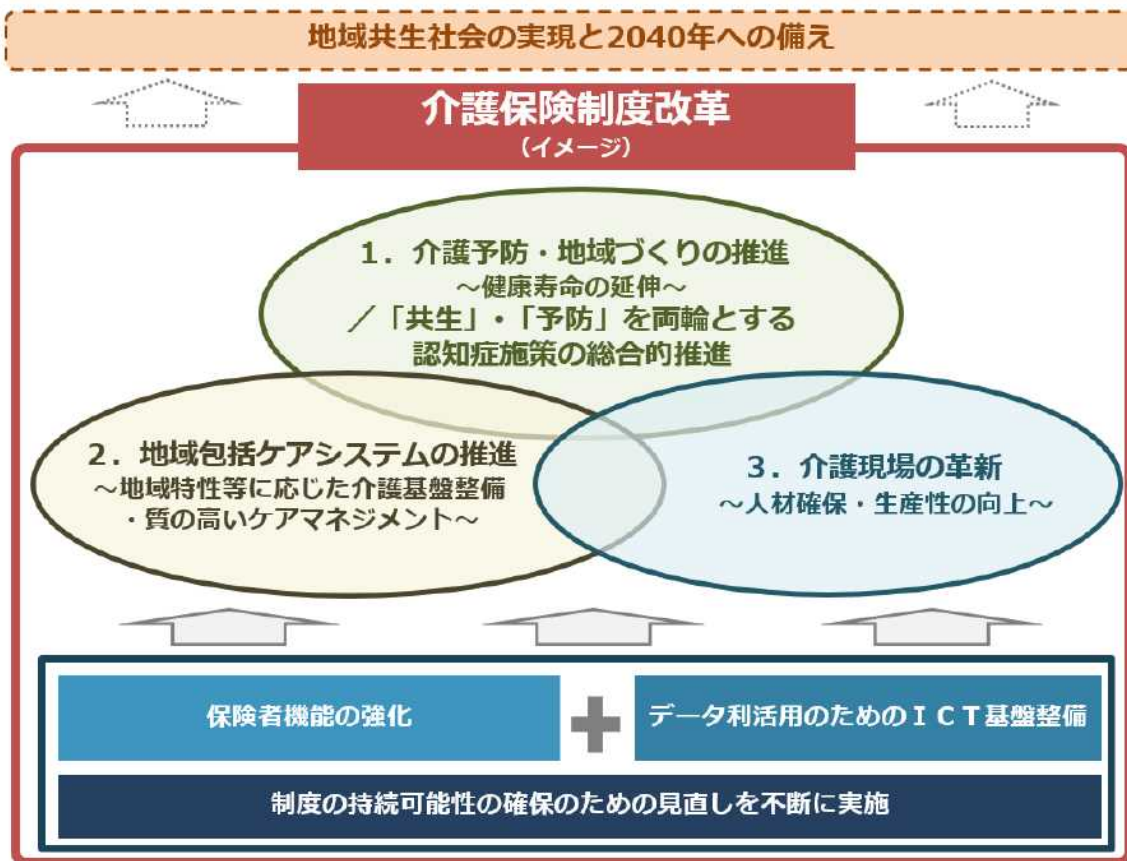 地域共生社会の実現と2040年への備え
介護保険制度改革
（イメージ）
１．介護予防・地域づくりの推進
～健康寿命の延伸～
／「共生」・「予防」を両輪とする
認知症施策の総合的推進
２．地域包括ケアシステムの推進
～地域特性等に応じた介護基盤整備
・質の高いケアマネジメント～
３．介護現場の革新
～人材確保・生産性の向上～
保険者機能の強化
データ利活用のためのＩＣＴ基盤整備
制度の持続可能性の確保のための見直しを不断に実施